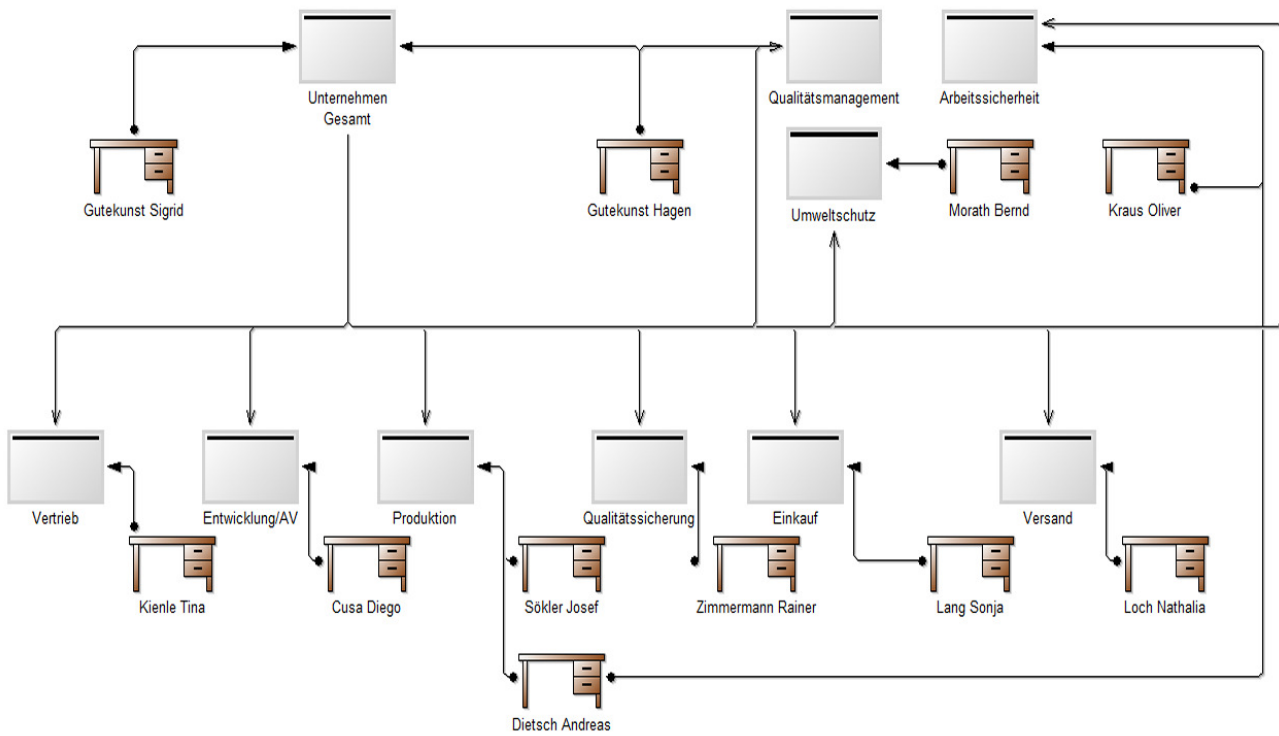 Unternehmen
Gesamt
Qualitätsmanagement
Arbeitssicherheit
Gutekunst Sigrid
Gutekunst Hagen
Umweltschutz
Morath Bernd
Kraus Oliver
Vertrieb
Entwicklung/AV
Produktion
Qualitätssicherung
Einkauf
Versand
Kienle Tina
Cusa Diego
Sökler Josef
Zimmermann Rainer
Lang Sonja
Loch Nathalia
Dietsch Andreas